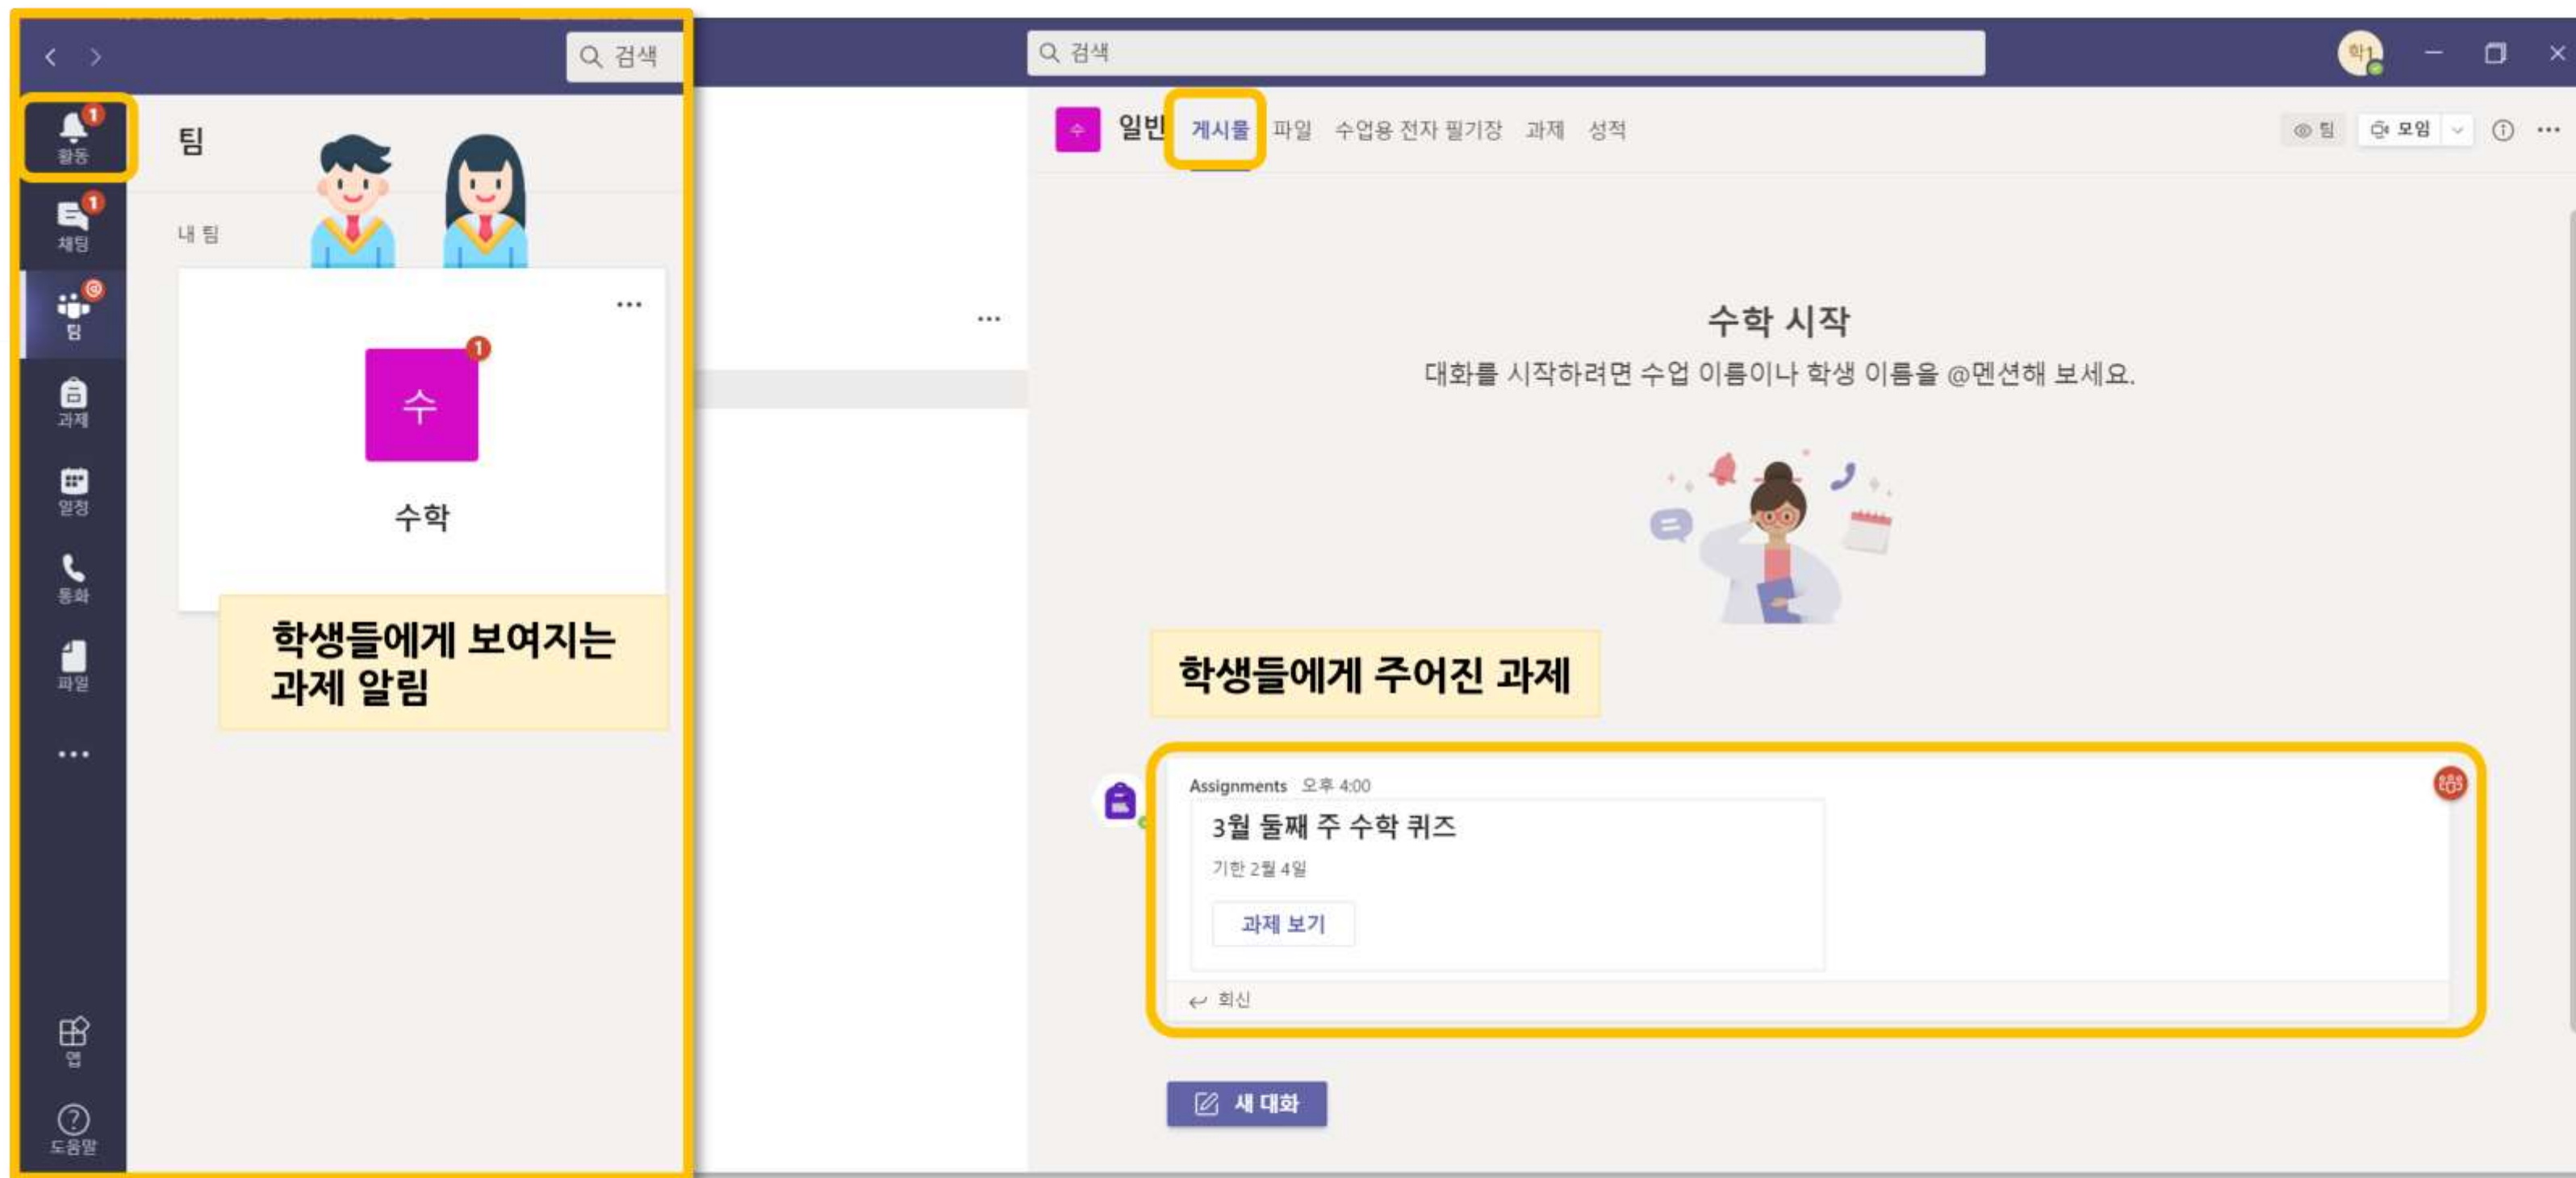 검색
1
활동
1
채팅
@
팀
과제
일정
통화
파일
앱
도움말
팀
내 팀
1
수
수학
학생들에게 보여지는
과제 알림
검색
학1
수 일반 게시물 파일 수업용 전자 필기장 과제 성적
팀 모임
수학 시작
대화를 시작하려면 수업 이름이나 학생 이름을 @멘션해 보세요.
학생들에게 주어진 과제
Assignments 오후 4:00
3월 둘째 주 수학 퀴즈
기한 2월 4일
과제 보기
회신
새 대화